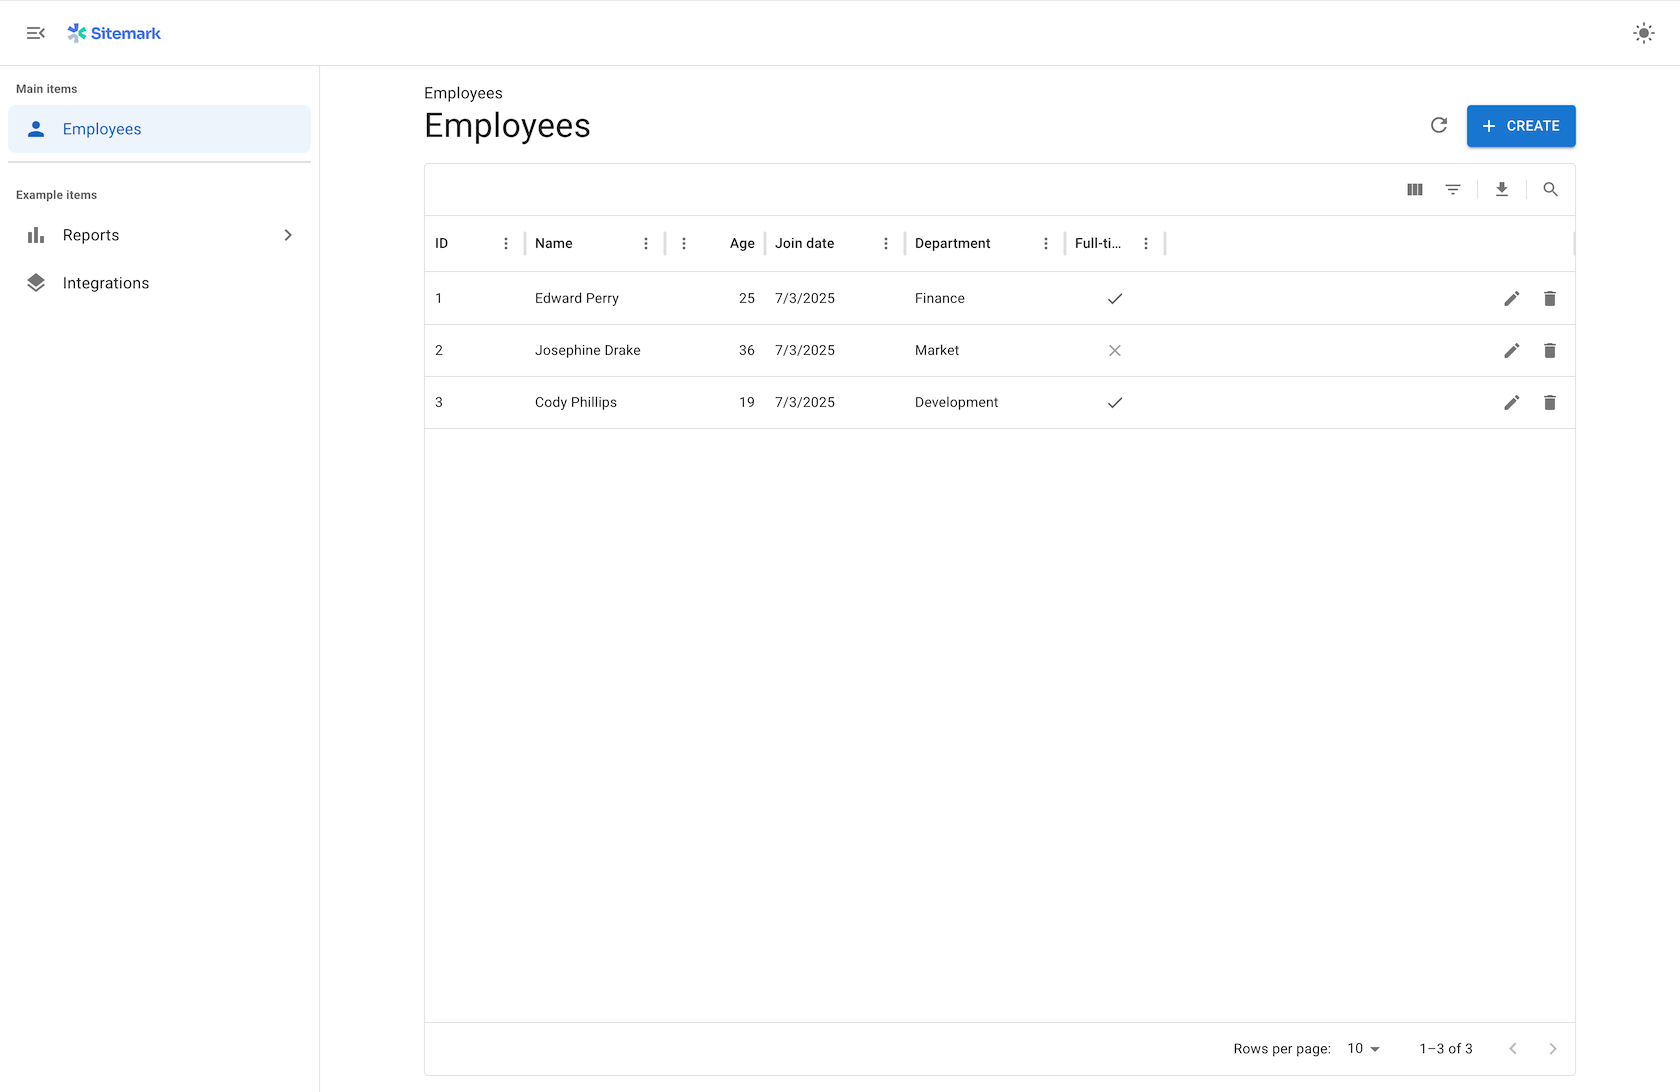 Sitemark
Main items
Employees
Example items
Reports
Integrations
Employees
Employees
CREATE
ID Name Age Join date Department Full-ti...
1 Edward Perry 25 7/3/2025 Finance
2 Josephine Drake 36 7/3/2025 Market
3 Cody Phillips 19 7/3/2025 Development
Rows per page: 10 1–3 of 3